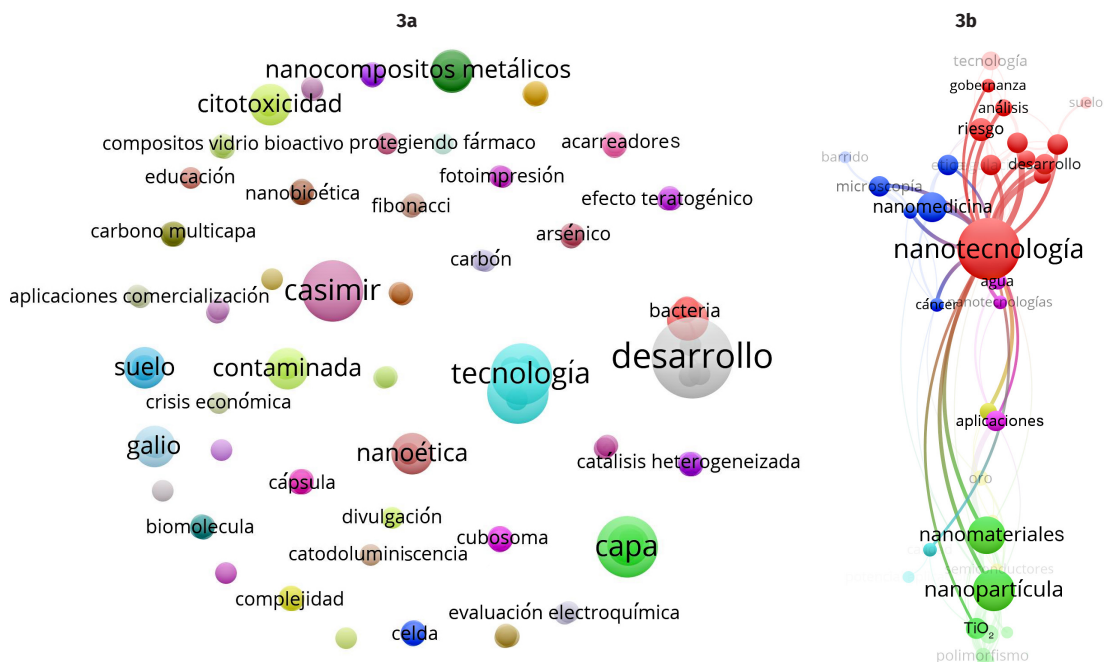 3a
3b
nanocompositos metálicos
citotoxicidad
compositos vidrio bioactivo
protegiendo fármaco
acarreadores
educación
nanobioética
fotoimpresión
fibonacci
efecto teratogénico
carbono multicapa
arsénico
carbón
aplicaciones comercialización
casimir
bacteria
suelo
contaminada
tecnología
desarrollo
crisis económica
galio
nanoética
catálisis heterogeneizada
cápsula
divulgación
biomolecula
cubosoma
catodoluminiscencia
capa
complejidad
evaluación electroquímica
celda
tecnología
gobernanza
suelo
análisis
riesgo
barrido
desarrollo
microscopía
nanomedicina
nanotecnología
agua
cáncer
nanotecnologías
aplicaciones
oro
nanomateriales
semiconductores
nanopartícula
TiO₂
polimorfismo